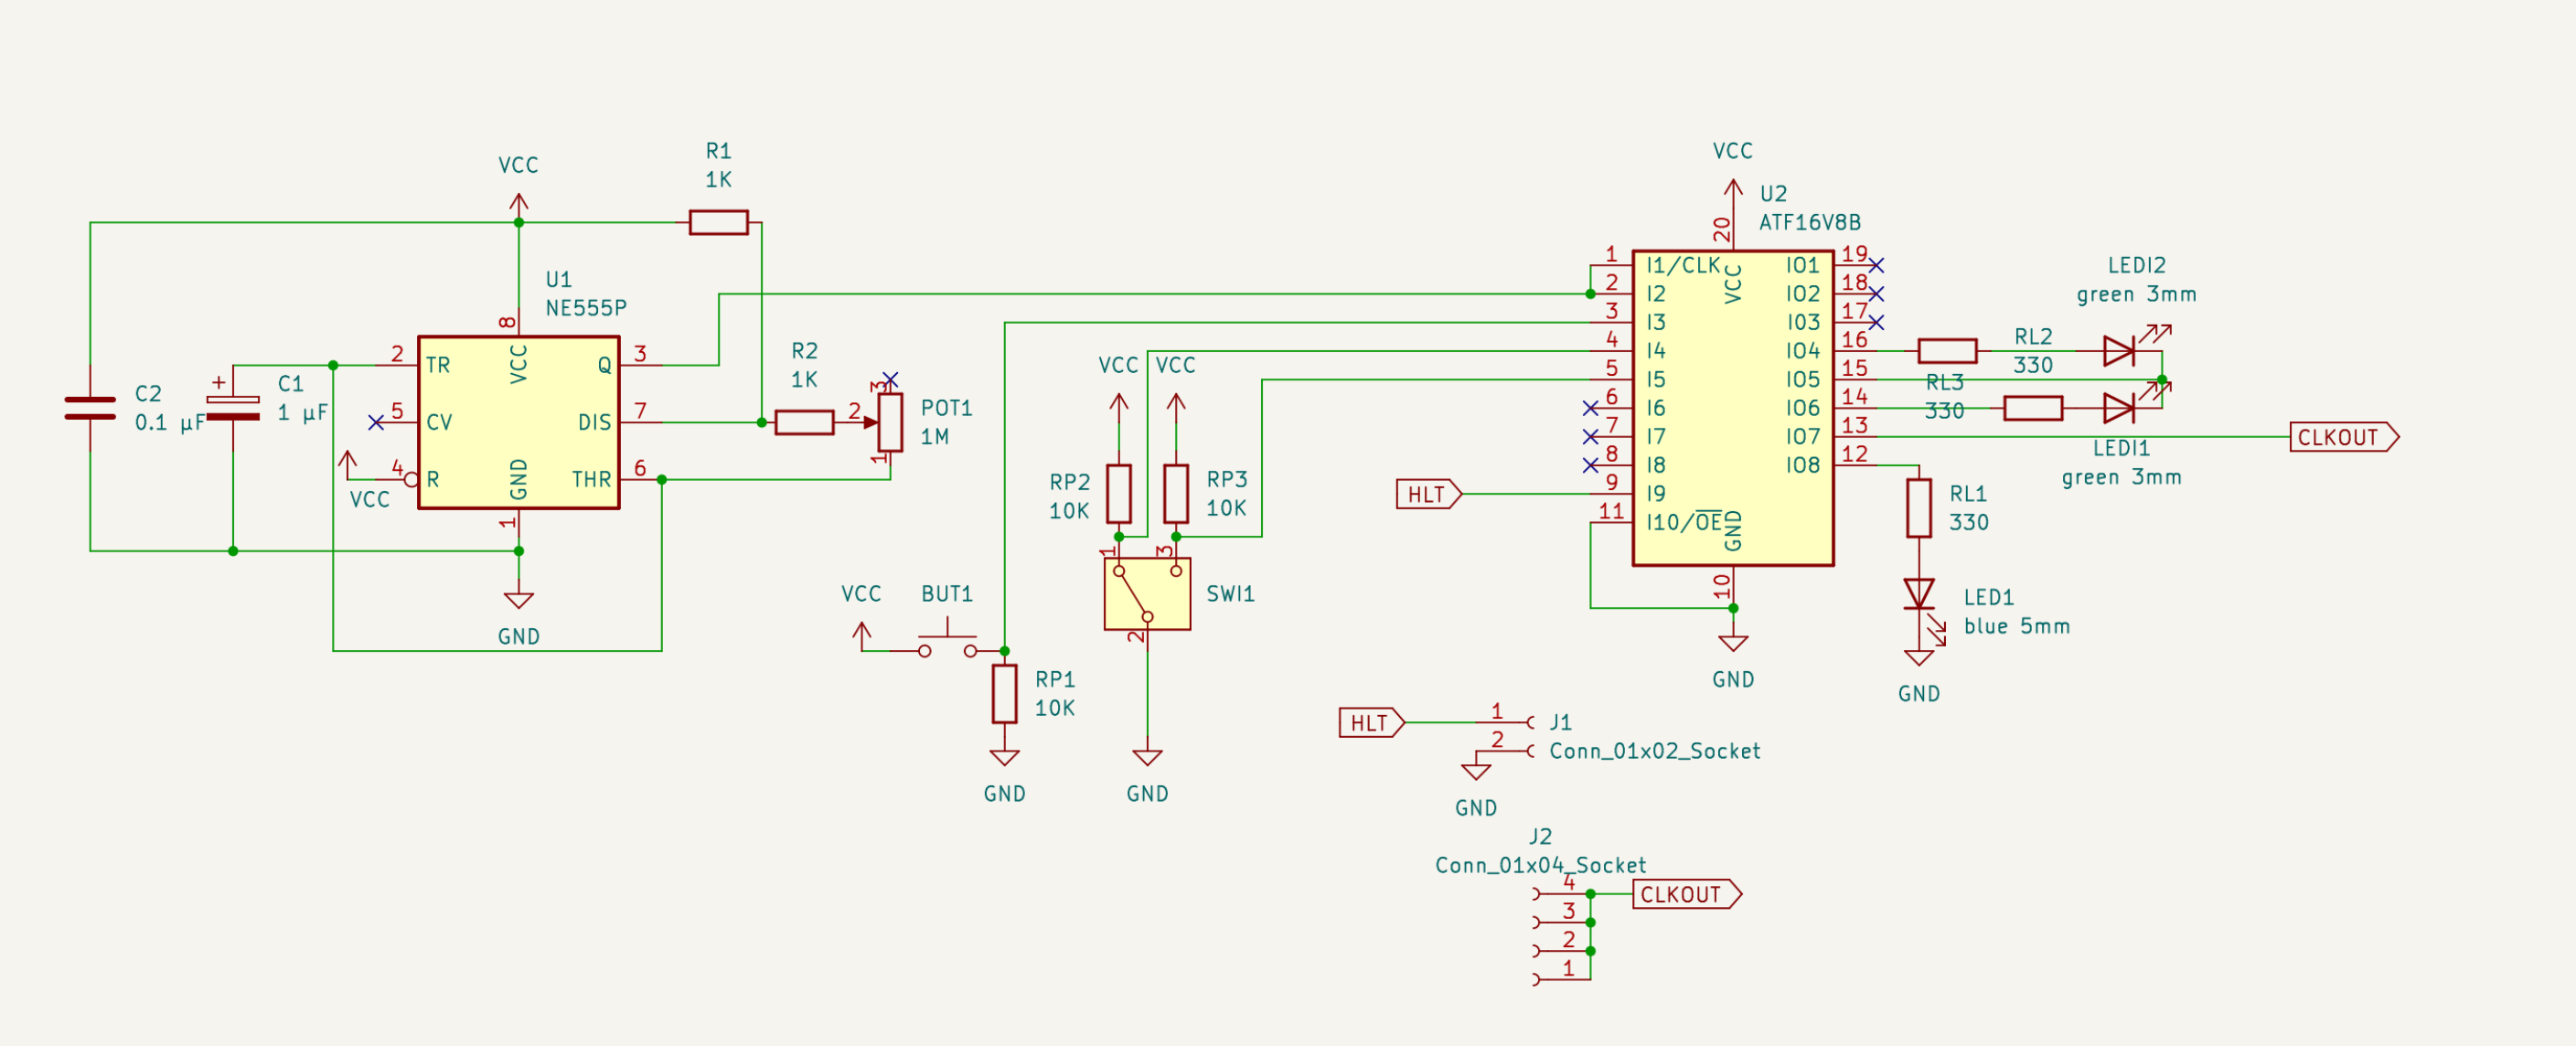 VCC
R1
1K
U1
NE555P
8
2
TR
VCC
Q
3
5
CV
DIS
7
4
R
GND
THR
6
1
VCC
GND
C2
0.1 µF
+
C1
1 µF
R2
1K
2
3
1
POT1
1M
VCC
BUT1
RP1
10K
GND
VCC
VCC
RP2
10K
RP3
10K
1
3
2
SWI1
GND
VCC
U2
ATF16V8B
20
1
I1/CLK
2
I2
3
I3
4
I4
5
I5
6
I6
7
I7
8
I8
9
I9
11
I10/OE
VCC
GND
IO1
19
IO2
18
I03
17
IO4
16
IO5
15
IO6
14
IO7
13
IO8
12
10
GND
HLT
LEDI2
green 3mm
RL2
330
RL3
330
LEDI1
green 3mm
CLKOUT
RL1
330
LED1
blue 5mm
GND
HLT
1
2
J1
Conn_01x02_Socket
GND
J2
Conn_01x04_Socket
4
3
2
1
CLKOUT